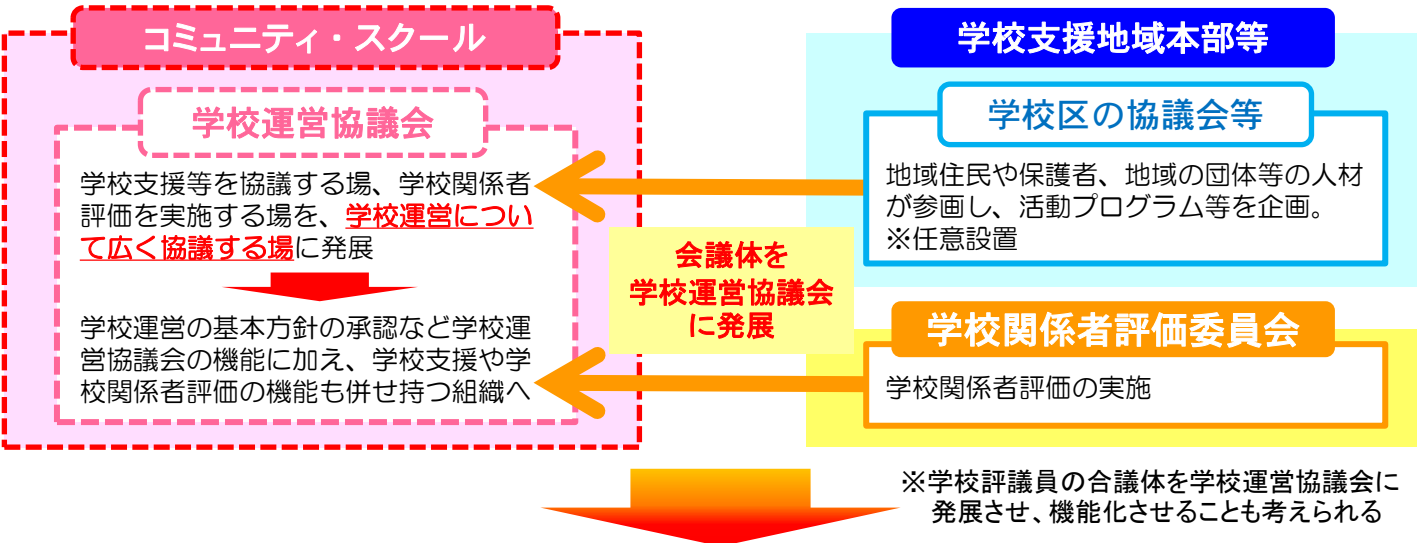 コミュニティ・スクール
学校運営協議会
学校支援等を協議する場、学校関係者
評価を実施する場を、学校運営につい
て広く協議する場に発展
学校運営の基本方針の承認など学校運
営協議会の機能に加え、学校支援や学
校関係者評価の機能も併せ持つ組織へ
会議体を
学校運営協議会
に発展
学校支援地域本部等
学校区の協議会等
地域住民や保護者、地域の団体等の人材
が参画し、活動プログラム等を企画。
※任意設置
学校関係者評価委員会
学校関係者評価の実施
※学校評議員の合議体を学校運営協議会に
発展させ、機能化させることも考えられる